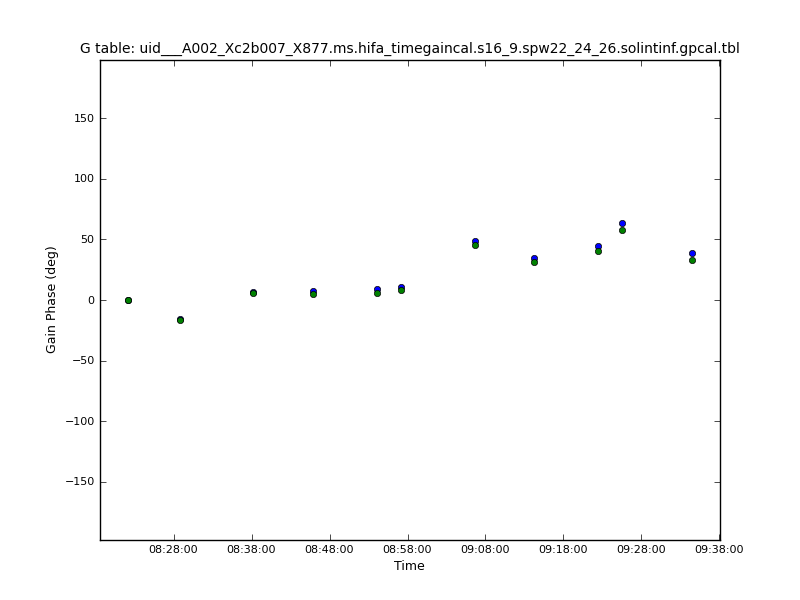 G table: uid___A002_Xc2b007_X877.ms.hifa_timegaincal.s16_9.spw22_24_26.solintinf.gpcal.tbl
150
100
50
0
−50
−100
−150
Gain Phase (deg)
08:28:00 08:38:00 08:48:00 08:58:00 09:08:00 09:18:00 09:28:00 09:38:00
Time